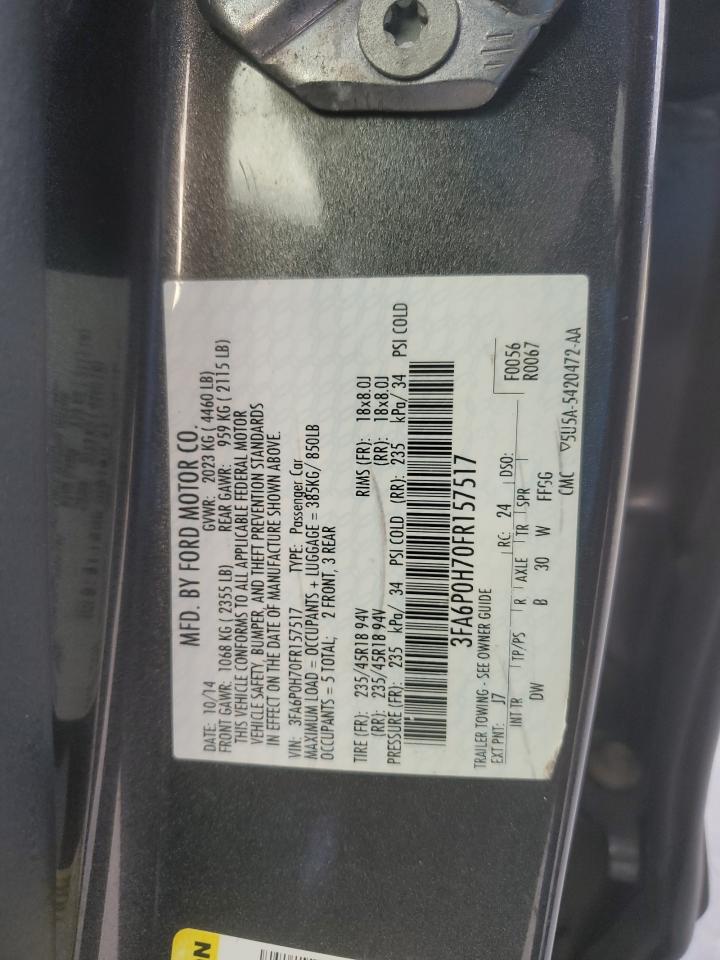 MFD. BY FORD MOTOR CO.
DATE: 10/14 GVWR: 2023 KG ( 4460 LB)
FRONT GAWR: 1068 KG ( 2355 LB) REAR GAWR: 959 KG ( 2115 LB)
THIS VEHICLE CONFORMS TO ALL APPLICABLE FEDERAL MOTOR
VEHICLE SAFETY, BUMPER, AND THEFT PREVENTION STANDARDS
IN EFFECT ON THE DATE OF MANUFACTURE SHOWN ABOVE.
VIN: 3FA6P0H70FR157517 TYPE: Passenger Car
MAXIMUM LOAD = OCCUPANTS + LUGGAGE = 385KG/ 850LB
OCCUPANTS = 5 TOTAL; 2 FRONT, 3 REAR
TIRE (FR): 235/45R18 94V RIMS (FR): 18x8.0J
(RR): 235/45R18 94V (RR): 18x8.0J
PRESSURE (FR): 235 kPa/ 34 PSI COLD (RR): 235 kPa/ 34 PSI COLD
3FA6P0H70FR157517
TRAILER TOWING - SEE OWNER GUIDE F0056
EXT PNT: J7 RC: 24 DSO: R0067
INT TR TP/PS R AXLE TR SPR
DW B 30 W FF5G
CMC ▽5U5A-5420472-AA
ON